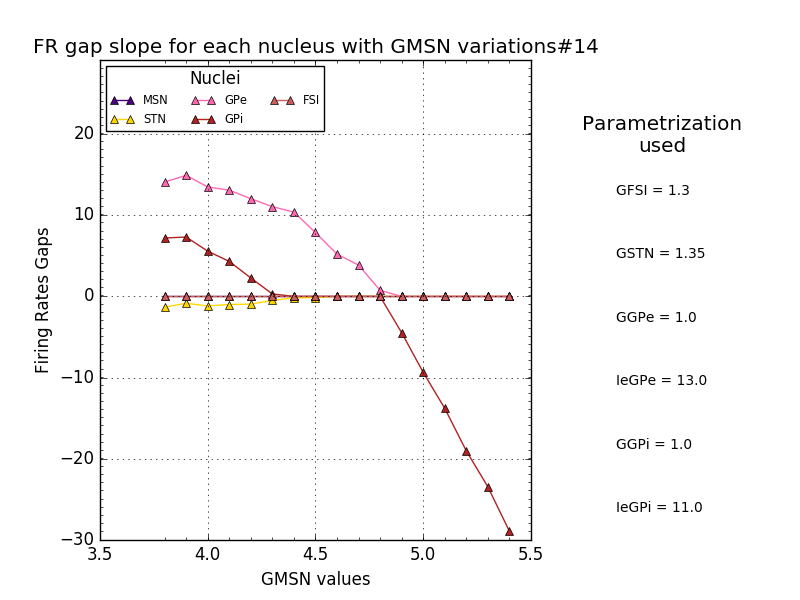 FR gap slope for each nucleus with GMSN variations#14
Nuclei
MSN GPe FSI
STN GPi
20
10
0
−10
−20
−30
3.5 4.0 4.5 5.0 5.5
Firing Rates Gaps
GMSN values
Parametrization
used
GFSI = 1.3
GSTN = 1.35
GGPe = 1.0
IeGPe = 13.0
GGPi = 1.0
IeGPi = 11.0